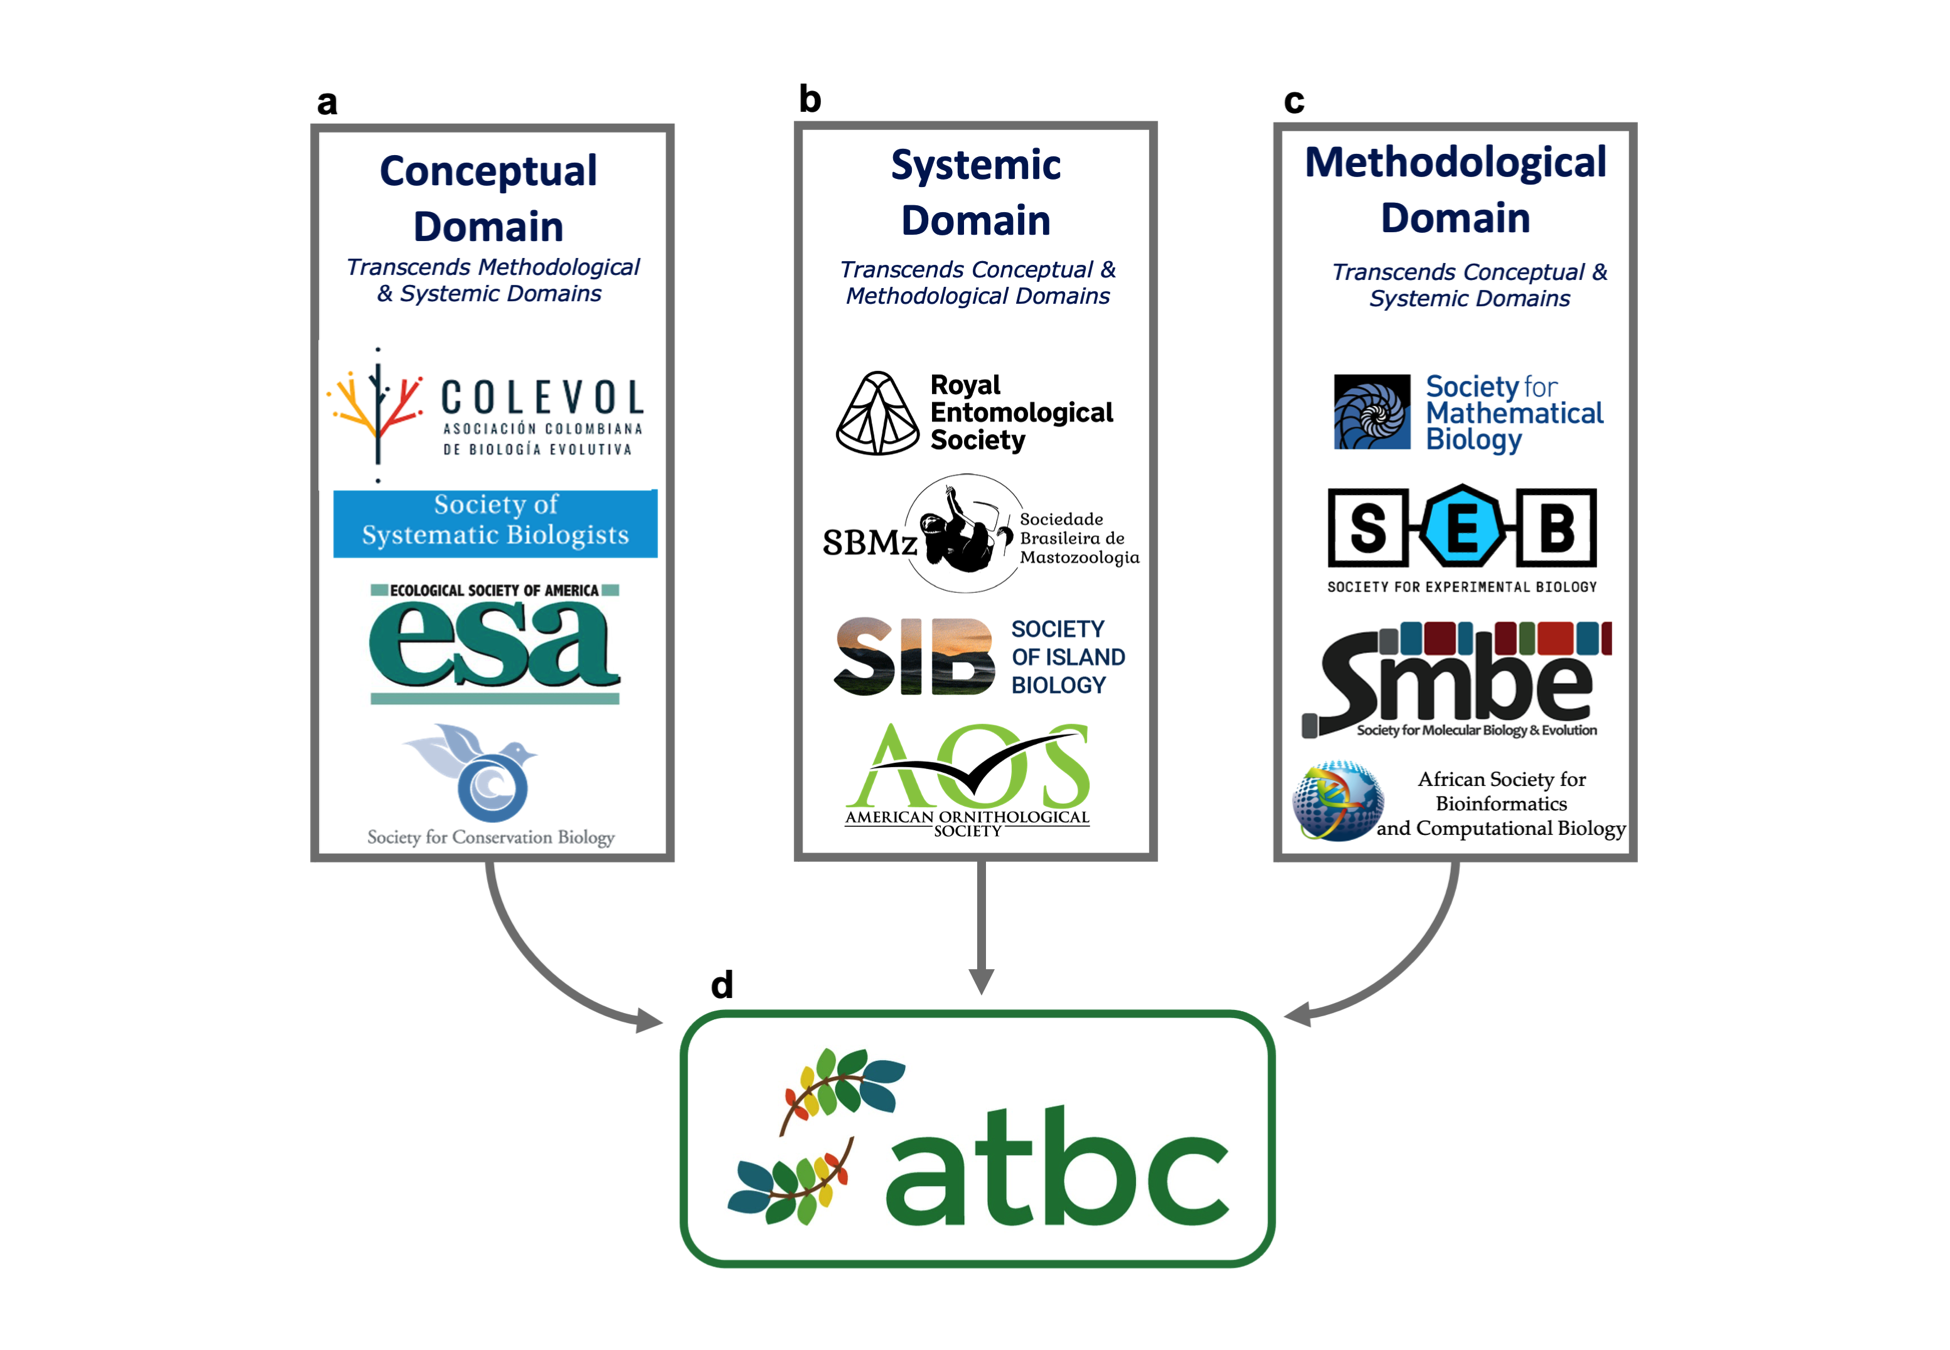 a
Conceptual
Domain
Transcends Methodological
& Systemic Domains
COLEVOL
ASOCIACIÓN COLOMBIANA
DE BIOLOGÍA EVOLUTIVA
Society of
Systematic Biologists
ECOLOGICAL SOCIETY OF AMERICA
esa
Society for Conservation Biology
b
Systemic
Domain
Transcends Conceptual &
Methodological Domains
Royal
Entomological
Society
SBMz
Sociedade
Brasileira de
Mastozoologia
SIB
SOCIETY
OF ISLAND
BIOLOGY
AOS
AMERICAN ORNITHOLOGICAL
SOCIETY
c
Methodological
Domain
Transcends Conceptual &
Systemic Domains
Society for
Mathematical
Biology
SEB
SOCIETY FOR EXPERIMENTAL BIOLOGY
Smbe
Society for Molecular Biology & Evolution
African Society for
Bioinformatics
and Computational Biology
d
atbc